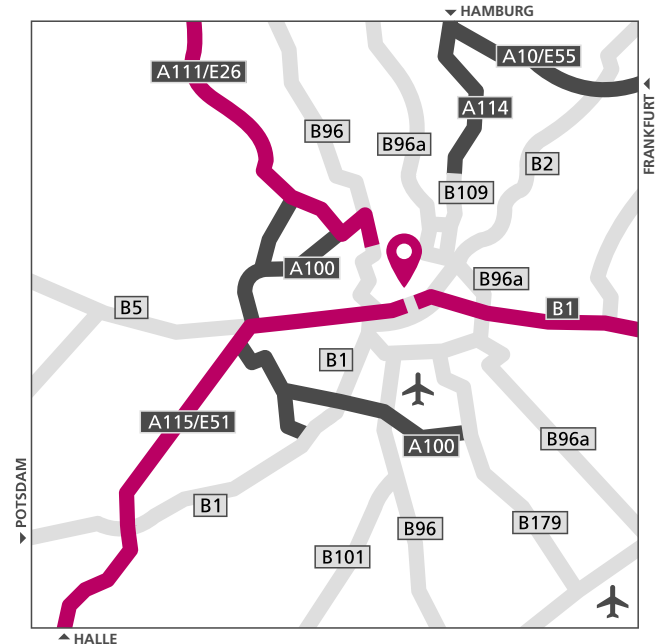 HAMBURG
A10/E55
A111/E26
FRANKFURT
A114
B96
B96a
B2
B109
A100
B96a
B5
B1
B1
A115/E51
A100
B96a
POTSDAM
B1
B179
B96
B101
HALLE